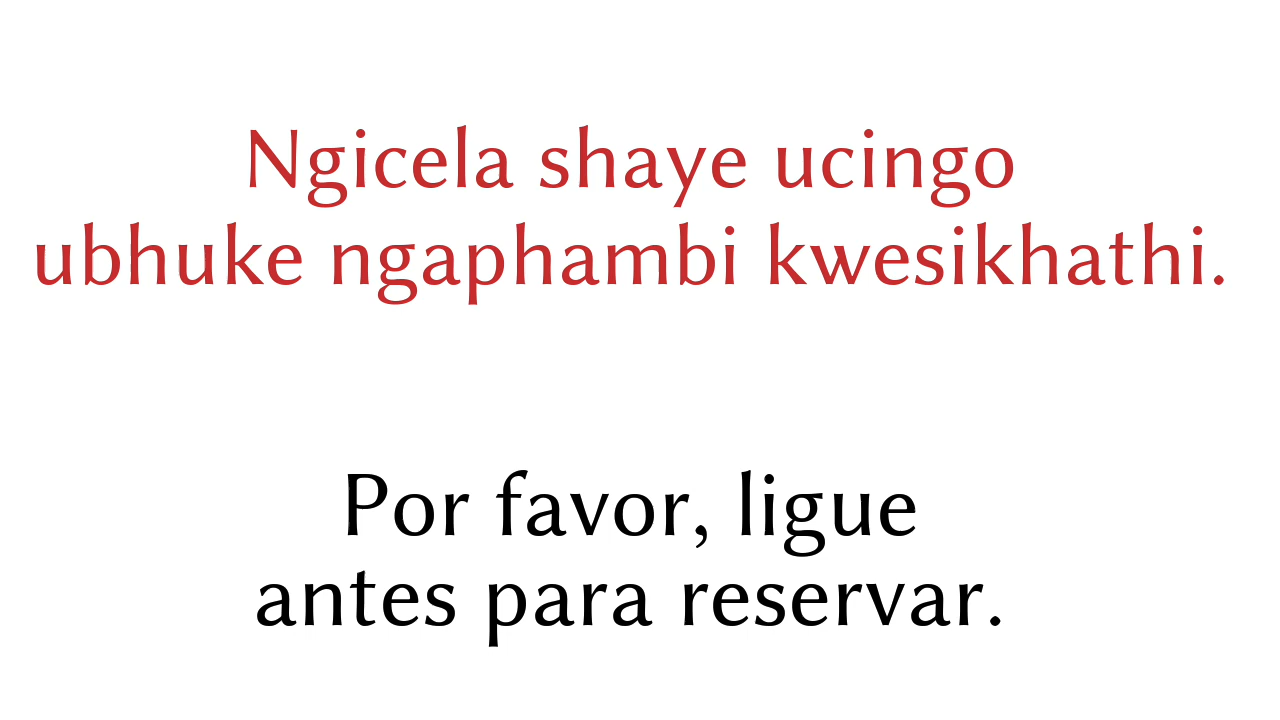 Ngicela shaye ucingo
ubhuke ngaphambi kwesikhathi.
Por favor, ligue
antes para reservar.